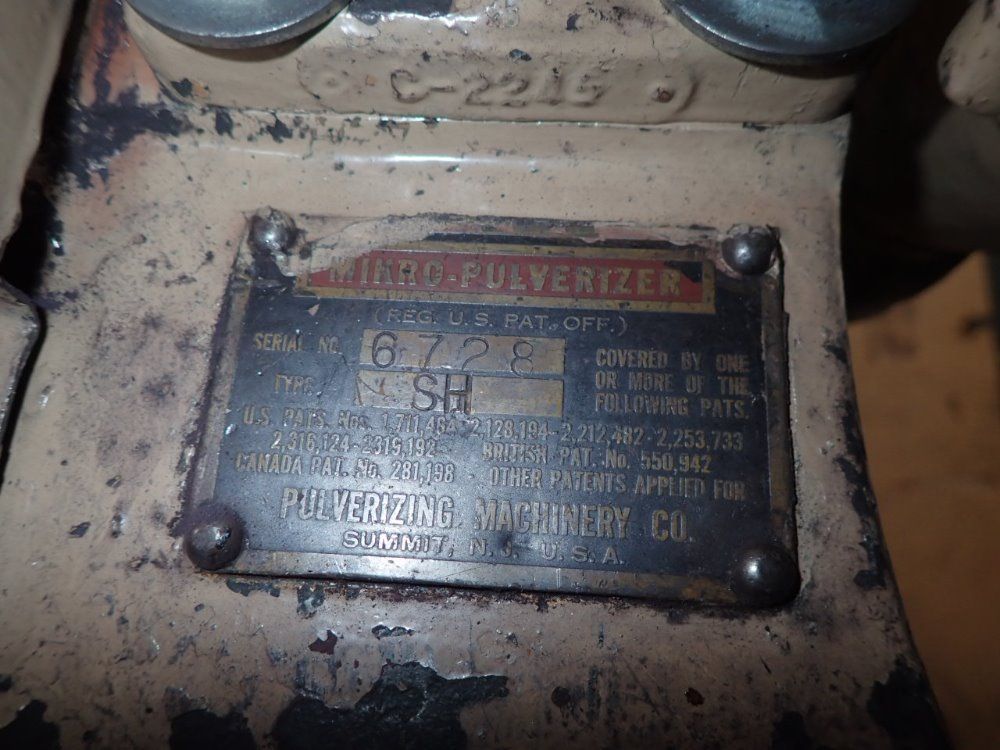 C-2215
MIKRO-PULVERIZER
(REG. U.S. PAT. OFF.)
SERIAL NO. 6728
TYPE SH
COVERED BY ONE
OR MORE OF THE
FOLLOWING PATS.
U.S. PATS. Nos. 1,711,464 - 2,128,194 - 2,212,482 - 2,253,733
2,316,124 - 2319,192 - BRITISH PAT. No. 550,942
CANADA PAT. No. 281,198 OTHER PATENTS APPLIED FOR
PULVERIZING MACHINERY CO.
SUMMIT, N. J. U. S. A.